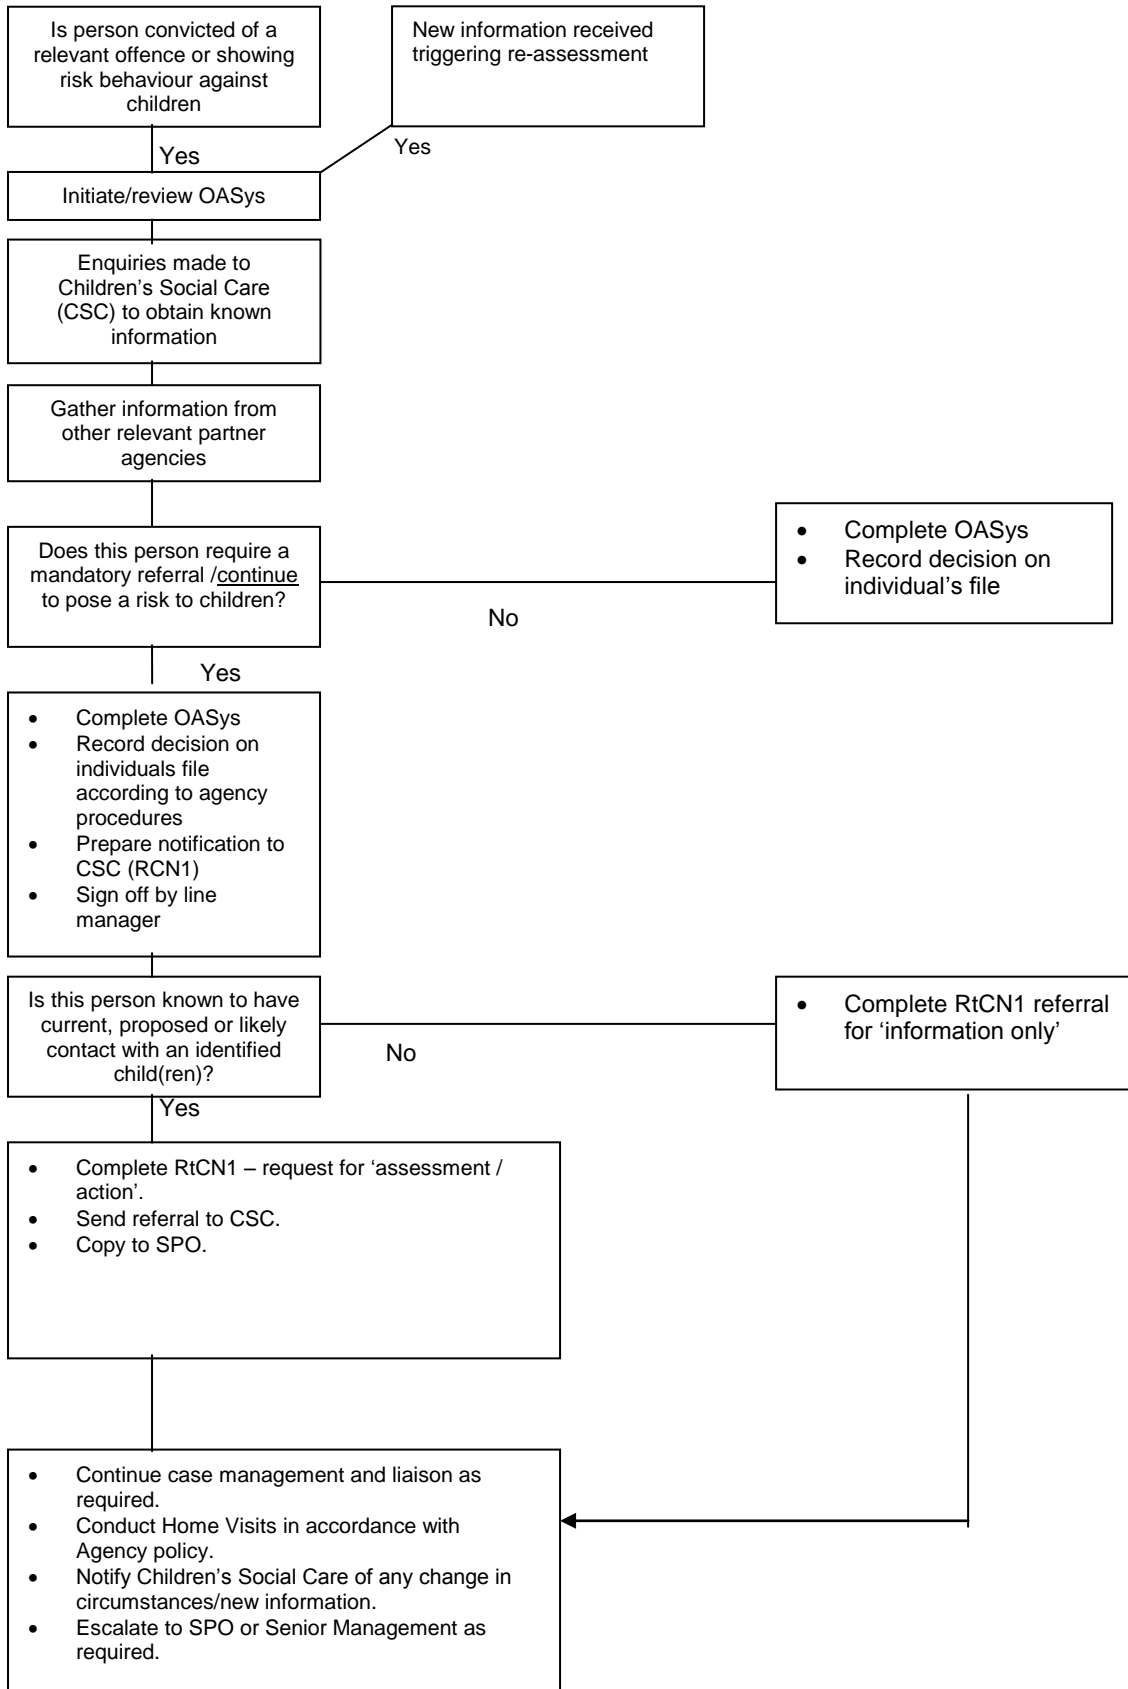 Is person convicted of a
relevant offence or showing
risk behaviour against
children
New information received
triggering re-assessment
Yes
Yes
Initiate/review OASys
Enquiries made to
Children’s Social Care
(CSC) to obtain known
information
Gather information from
other relevant partner
agencies
Does this person require a
mandatory referral /continue
to pose a risk to children?
No
• Complete OASys
• Record decision on
individual’s file
Yes
• Complete OASys
• Record decision on
individuals file
according to agency
procedures
• Prepare notification to
CSC (RCN1)
• Sign off by line
manager
Is this person known to have
current, proposed or likely
contact with an identified
child(ren)?
No
• Complete RtCN1 referral
for ‘information only’
Yes
• Complete RtCN1 – request for ‘assessment /
action’.
• Send referral to CSC.
• Copy to SPO.
• Continue case management and liaison as
required.
• Conduct Home Visits in accordance with
Agency policy.
• Notify Children’s Social Care of any change in
circumstances/new information.
• Escalate to SPO or Senior Management as
required.